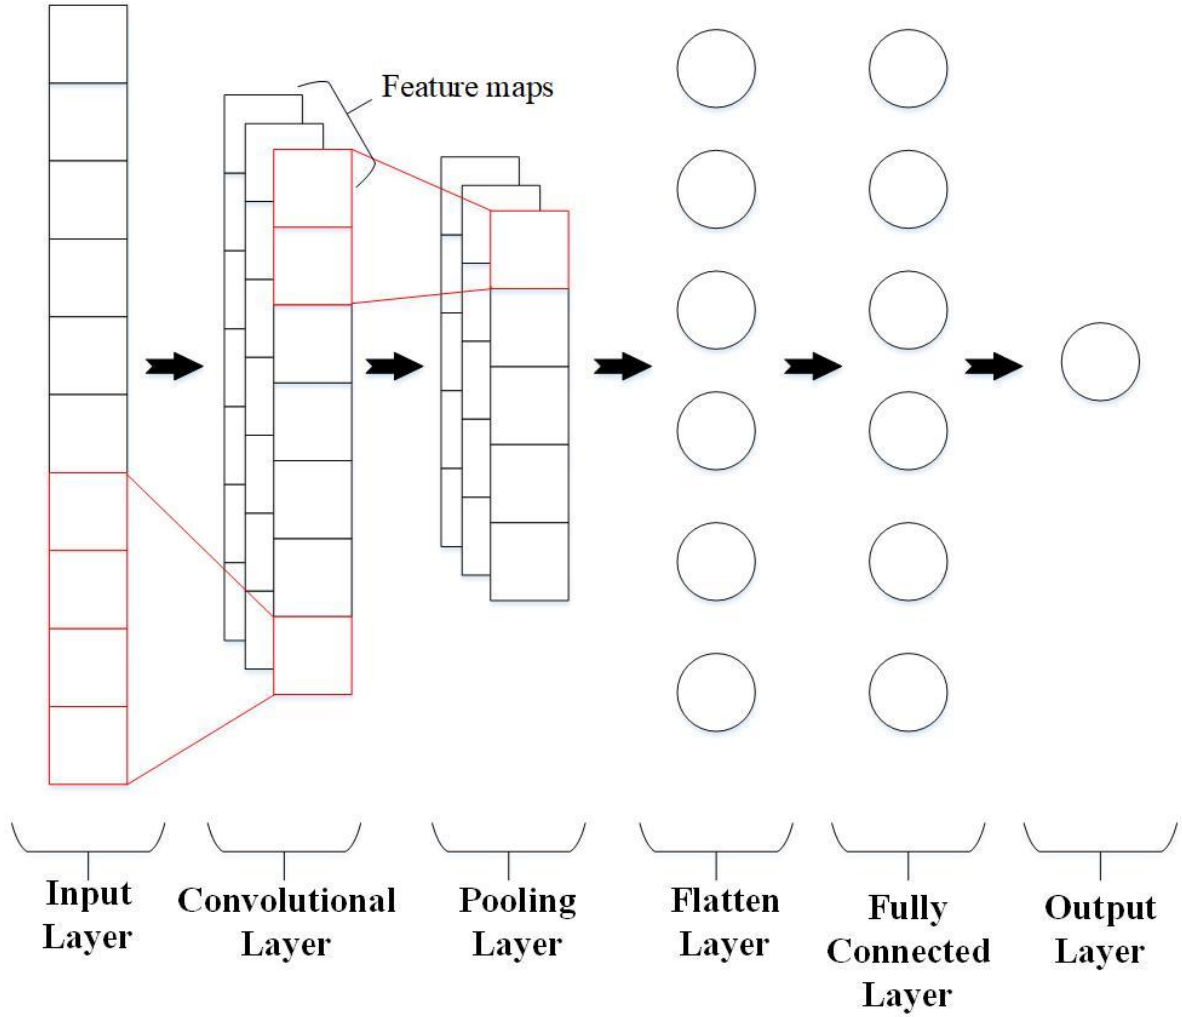 Feature maps
Input
Layer
Convolutional
Layer
Pooling
Layer
Flatten
Layer
Fully
Connected
Layer
Output
Layer